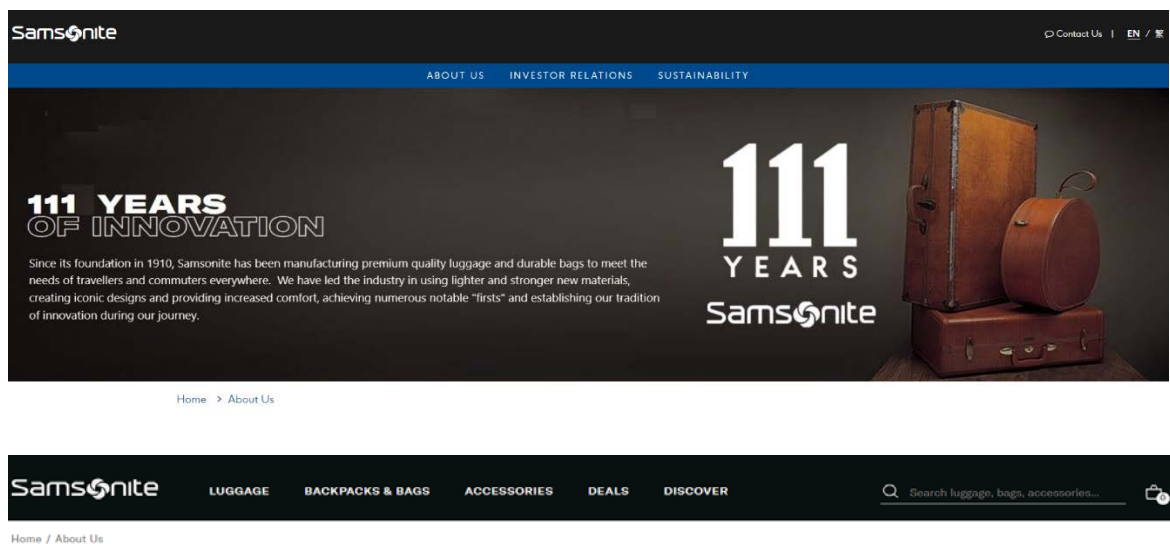 Samsonite
Contact Us | EN / 繁
ABOUT US INVESTOR RELATIONS SUSTAINABILITY
111 YEARS
OF INNOVATION
Since its foundation in 1910, Samsonite has been manufacturing premium quality luggage and durable bags to meet the
needs of travellers and commuters everywhere. We have led the industry in using lighter and stronger new materials,
creating iconic designs and providing increased comfort, achieving numerous notable "firsts" and establishing our tradition
of innovation during our journey.
111
YEARS
Samsonite
Home > About Us
Samsonite LUGGAGE BACKPACKS & BAGS ACCESSORIES DEALS DISCOVER Search luggage, bags, accessories... 0
Home / About Us